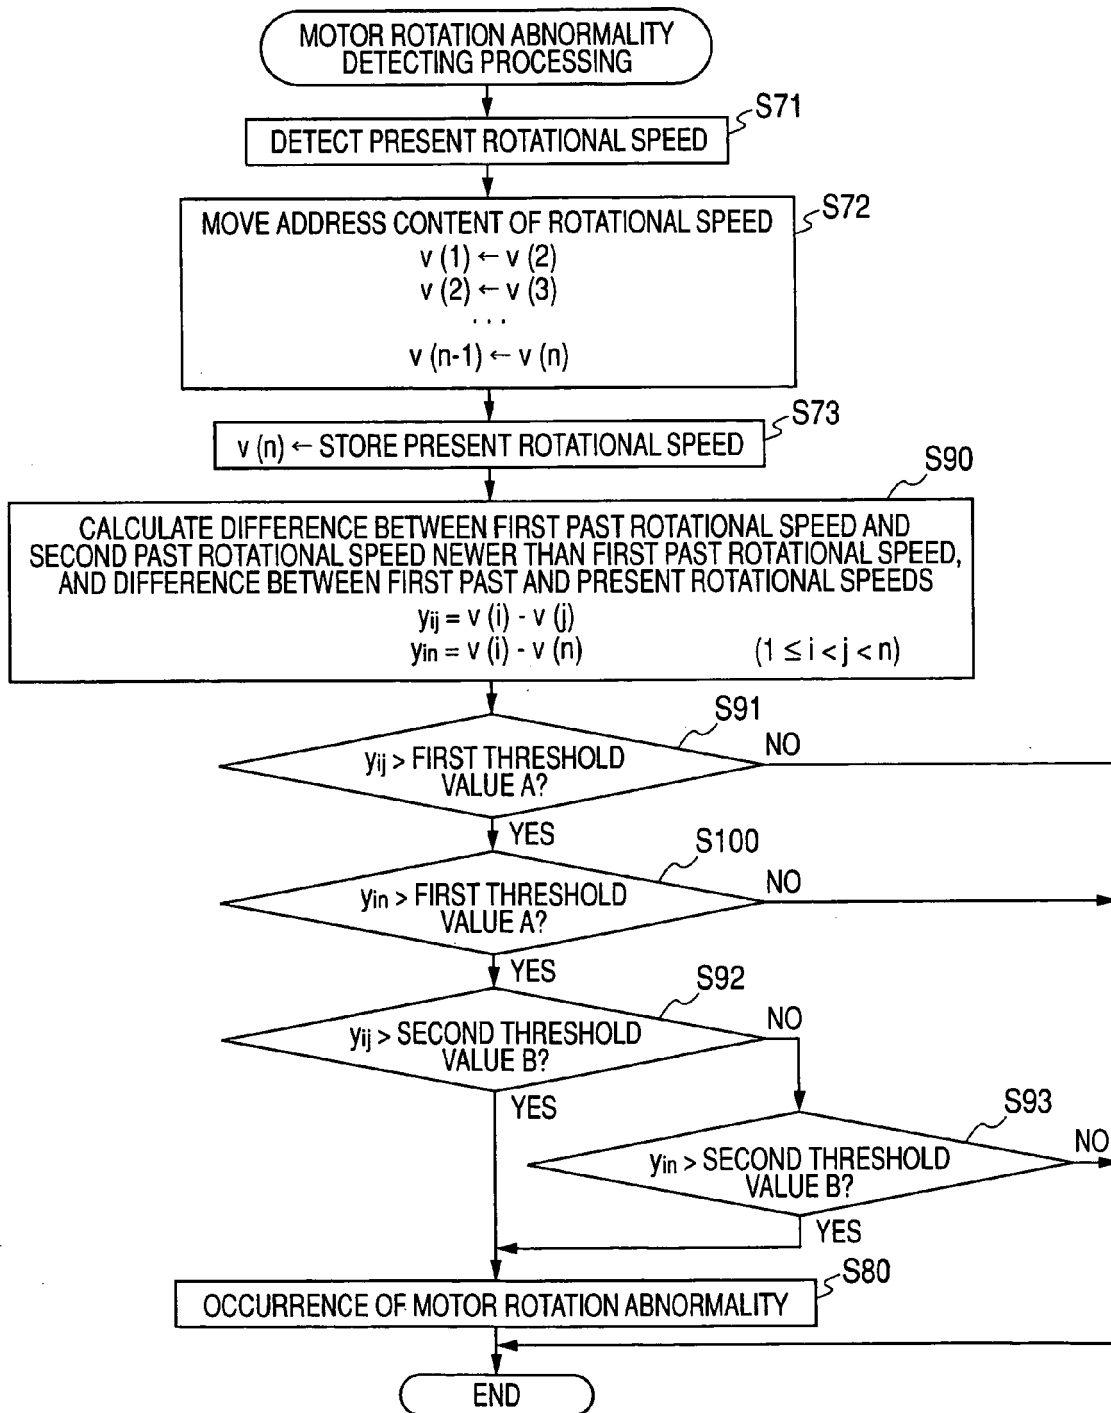 MOTOR ROTATION ABNORMALITY
DETECTING PROCESSING
S71
DETECT PRESENT ROTATIONAL SPEED
S72
MOVE ADDRESS CONTENT OF ROTATIONAL SPEED
v (1) ← v (2)
v (2) ← v (3)
. . .
v (n-1) ← v (n)
S73
v (n) ← STORE PRESENT ROTATIONAL SPEED
S90
CALCULATE DIFFERENCE BETWEEN FIRST PAST ROTATIONAL SPEED AND
SECOND PAST ROTATIONAL SPEED NEWER THAN FIRST PAST ROTATIONAL SPEED,
AND DIFFERENCE BETWEEN FIRST PAST AND PRESENT ROTATIONAL SPEEDS
yij = v (i) - v (j)
yin = v (i) - v (n) (1 ≤ i < j < n)
S91
yij > FIRST THRESHOLD
VALUE A?
NO
YES
S100
yin > FIRST THRESHOLD
VALUE A?
NO
YES
S92
yij > SECOND THRESHOLD
VALUE B?
NO
YES
S93
yin > SECOND THRESHOLD
VALUE B?
NO
YES
S80
OCCURRENCE OF MOTOR ROTATION ABNORMALITY
END